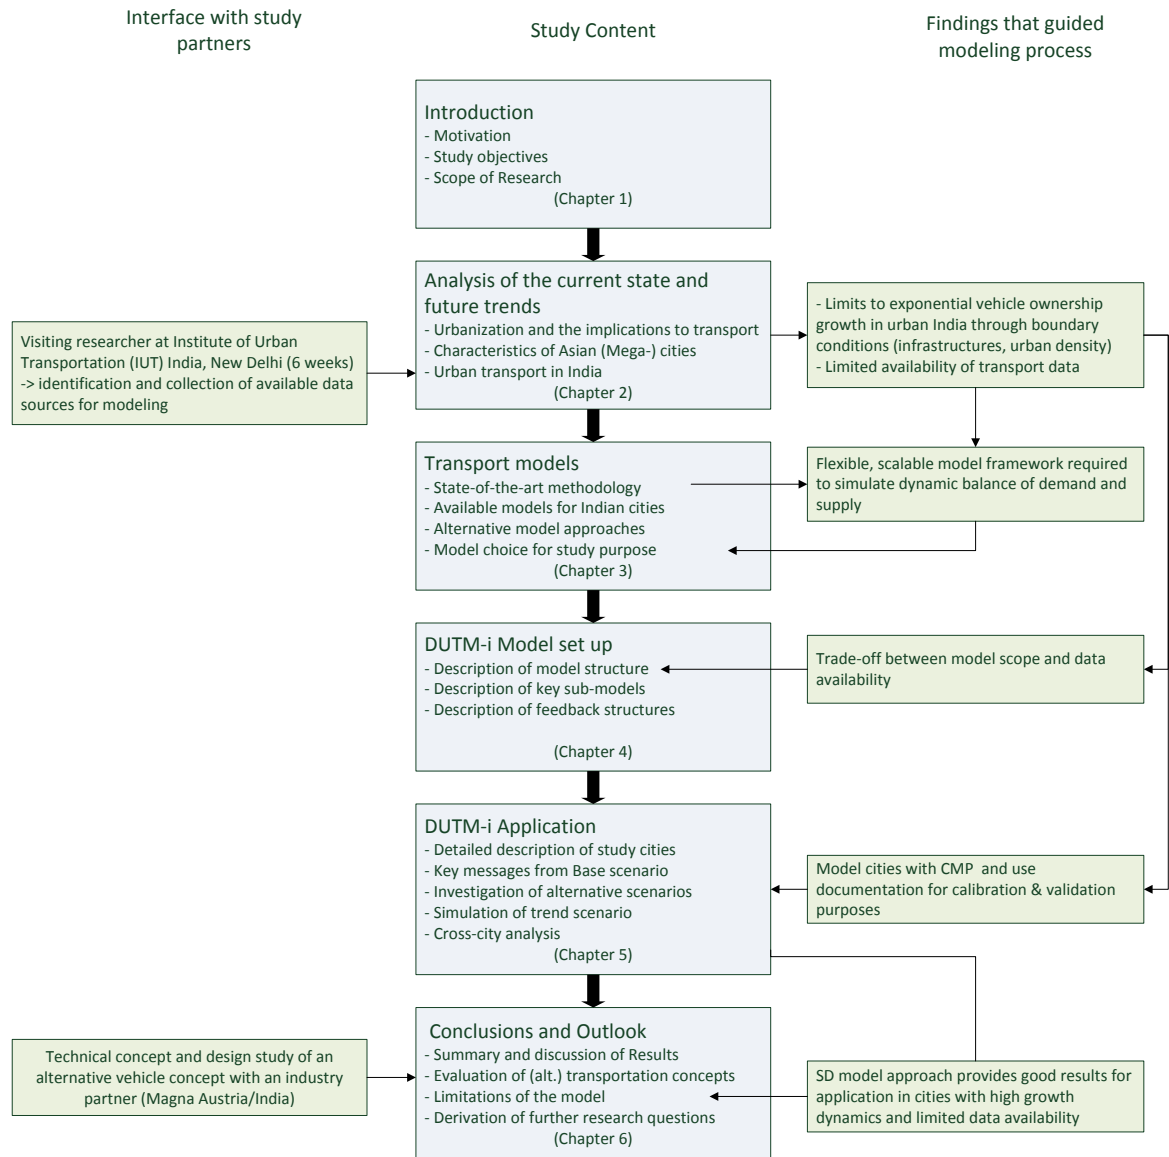 Interface with study
partners
Study Content
Findings that guided
modeling process
Introduction
- Motivation
- Study objectives
- Scope of Research
(Chapter 1)
Analysis of the current state and
future trends
- Urbanization and the implications to transport
- Characteristics of Asian (Mega-) cities
- Urban transport in India
(Chapter 2)
Visiting researcher at Institute of Urban
Transportation (IUT) India, New Delhi (6 weeks)
-> identification and collection of available data
sources for modeling
- Limits to exponential vehicle ownership
growth in urban India through boundary
conditions (infrastructures, urban density)
- Limited availability of transport data
Transport models
- State-of-the-art methodology
- Available models for Indian cities
- Alternative model approaches
- Model choice for study purpose
(Chapter 3)
Flexible, scalable model framework required
to simulate dynamic balance of demand and
supply
DUTM-i Model set up
- Description of model structure
- Description of key sub-models
- Description of feedback structures
(Chapter 4)
Trade-off between model scope and data
availability
DUTM-i Application
- Detailed description of study cities
- Key messages from Base scenario
- Investigation of alternative scenarios
- Simulation of trend scenario
- Cross-city analysis
(Chapter 5)
Model cities with CMP and use
documentation for calibration & validation
purposes
Conclusions and Outlook
- Summary and discussion of Results
- Evaluation of (alt.) transportation concepts
- Limitations of the model
- Derivation of further research questions
(Chapter 6)
Technical concept and design study of an
alternative vehicle concept with an industry
partner (Magna Austria/India)
SD model approach provides good results for
application in cities with high growth
dynamics and limited data availability